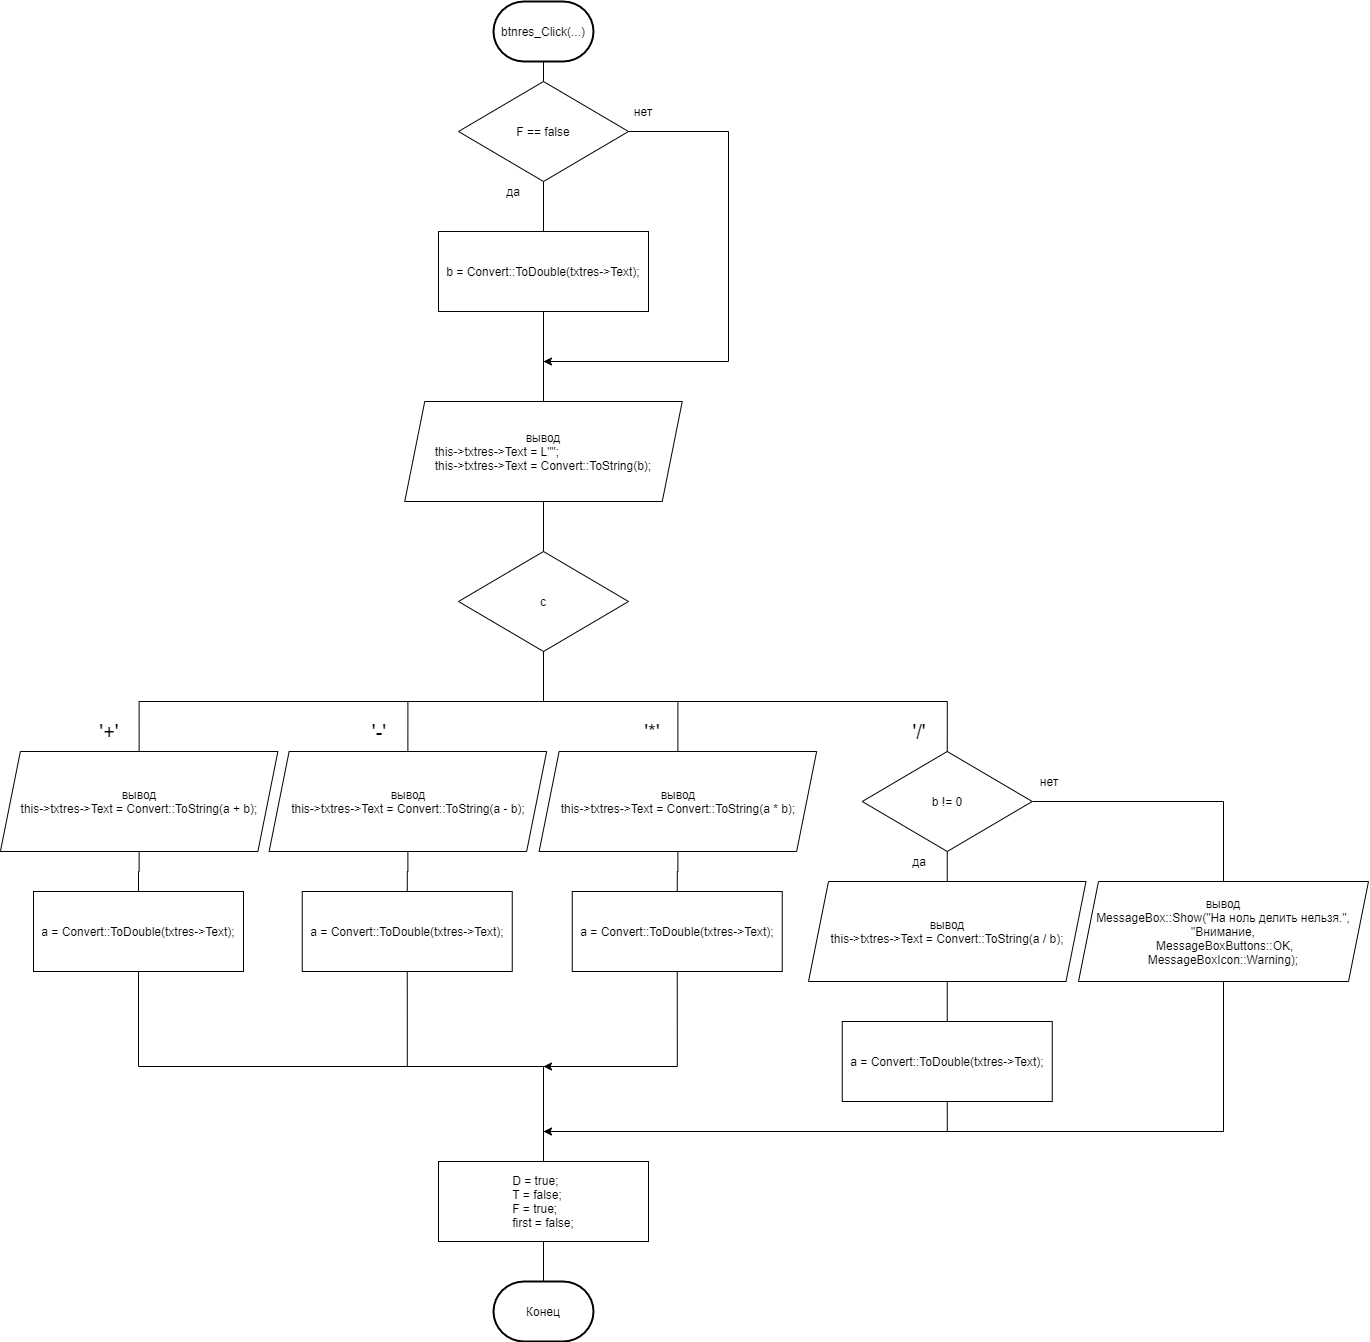 btnres_Click(...)
нет
F == false
да
b = Convert::ToDouble(txtres->Text);
вывод
this->txtres->Text = L"";
this->txtres->Text = Convert::ToString(b);
c
'+'
'-'
'*'
'/'
нет
вывод
this->txtres->Text = Convert::ToString(a + b);
вывод
this->txtres->Text = Convert::ToString(a - b);
вывод
this->txtres->Text = Convert::ToString(a * b);
b != 0
да
a = Convert::ToDouble(txtres->Text);
a = Convert::ToDouble(txtres->Text);
a = Convert::ToDouble(txtres->Text);
вывод
this->txtres->Text = Convert::ToString(a / b);
вывод
MessageBox::Show("На ноль делить нельзя.",
"Внимание,
MessageBoxButtons::OK,
MessageBoxIcon::Warning);
a = Convert::ToDouble(txtres->Text);
D = true;
T = false;
F = true;
first = false;
Конец